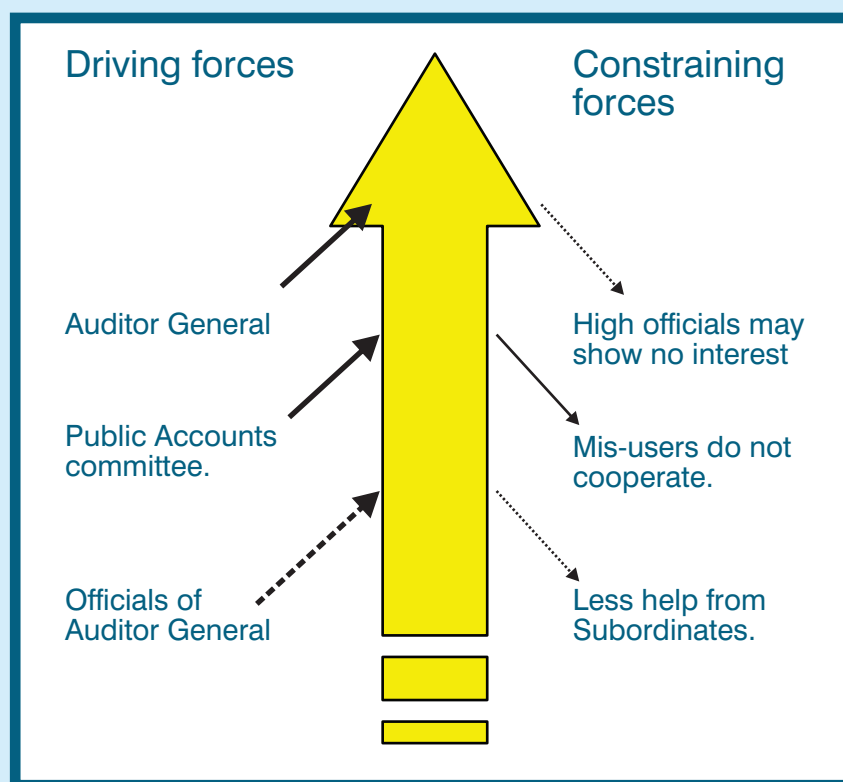 Driving forces
Constraining
forces
Auditor General
High officials may
show no interest
Public Accounts
committee.
Mis-users do not
cooperate.
Officials of
Auditor General
Less help from
Subordinates.